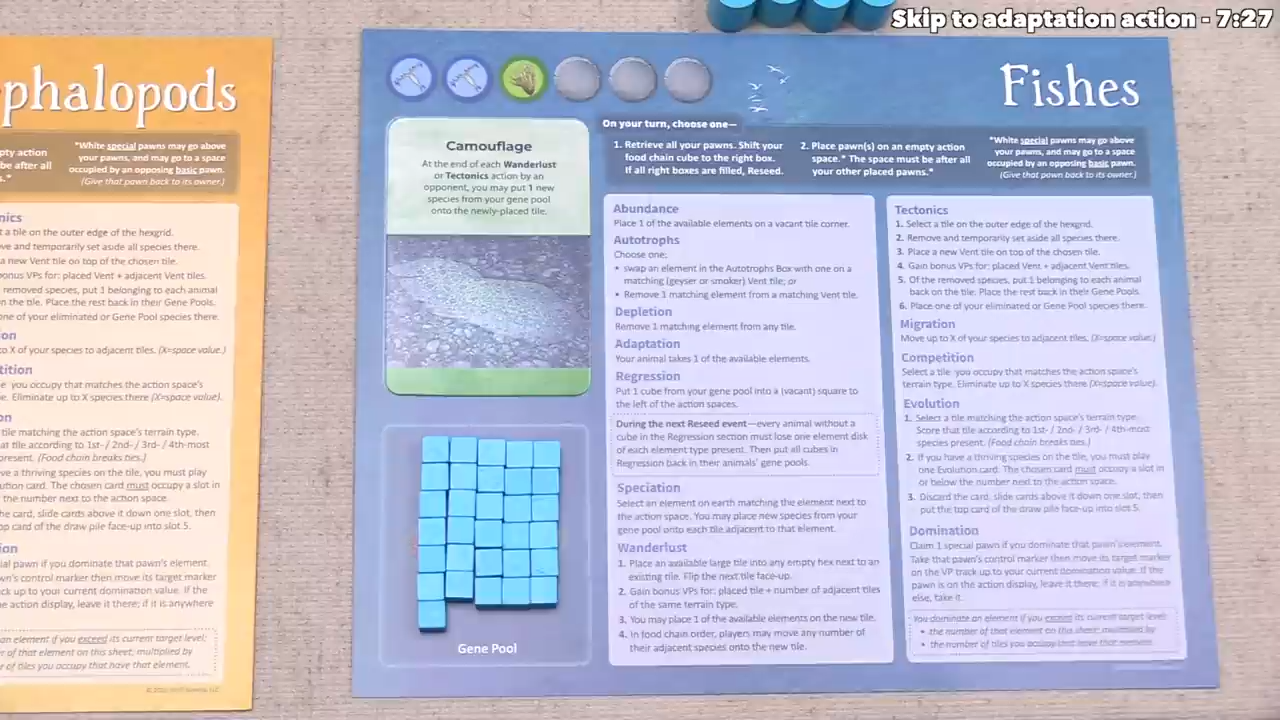 Skip to adaptation action - 7:27
phalopods
pty action
be after all
s.*
*White special pawns may go above
your pawns, and may go to a space
occupied by an opposing basic pawn.
(Give that pawn back to its owner.)
nics
t a tile on the outer edge of the hexgrid.
ve and temporarily set aside all species there.
a new Vent tile on top of the chosen tile.
bonus VPs for: placed Vent + adjacent Vent tiles.
removed species, put 1 belonging to each animal
n the tile. Place the rest back in their Gene Pools.
one of your eliminated or Gene Pool species there.
ion
to X of your species to adjacent tiles. (X=space value.)
tition
you occupy that matches the action space's
pe. Eliminate up to X species there (X=space value).
on
tile matching the action space's terrain type.
at tile according to 1st- / 2nd- / 3rd- / 4th-most
present. (Food chain breaks ties.)
ve a thriving species on the tile, you must play
ution card. The chosen card must occupy a slot in
the number next to the action space.
he card, slide cards above it down one slot, then
op card of the draw pile face-up into slot 5.
ion
al pawn if you dominate that pawn's element.
wn's control marker then move its target marker
ck up to your current domination value. If the
e action display, leave it there; if it is anywhere
an element if you exceed its current target level:
r of that element on this sheet; multiplied by
r of tiles you occupy that have that element.
Fishes
On your turn, choose one—
1. Retrieve all your pawns. Shift your
food chain cube to the right box.
If all right boxes are filled, Reseed.
2. Place pawn(s) on an empty action
space.* The space must be after all
your other placed pawns.*
*White special pawns may go above
your pawns, and may go to a space
occupied by an opposing basic pawn.
(Give that pawn back to its owner.)
Camouflage
At the end of each Wanderlust
or Tectonics action by an
opponent, you may put 1 new
species from your gene pool
onto the newly-placed tile.
Gene Pool
Abundance
Place 1 of the available elements on a vacant tile corner.
Autotrophs
Choose one:
• swap an element in the Autotrophs Box with one on a
matching (geyser or smoker) Vent tile; or
• Remove 1 matching element from a matching Vent tile.
Depletion
Remove 1 matching element from any tile.
Adaptation
Your animal takes 1 of the available elements.
Regression
Put 1 cube from your gene pool into a (vacant) square to
the left of the action spaces.
During the next Reseed event—every animal without a
cube in the Regression section must lose one element disk
of each element type present. Then put all cubes in
Regression back in their animals' gene pools.
Speciation
Select an element on earth matching the element next to
the action space. You may place new species from your
gene pool onto each tile adjacent to that element.
Wanderlust
1. Place an available large tile into any empty hex next to an
existing tile. Flip the next tile face-up.
2. Gain bonus VPs for: placed tile + number of adjacent tiles
of the same terrain type.
3. You may place 1 of the available elements on the new tile.
4. In food chain order, players may move any number of
their adjacent species onto the new tile.
Tectonics
1. Select a tile on the outer edge of the hexgrid.
2. Remove and temporarily set aside all species there.
3. Place a new Vent tile on top of the chosen tile.
4. Gain bonus VPs for: placed Vent + adjacent Vent tiles.
5. Of the removed species, put 1 belonging to each animal
back on the tile. Place the rest back in their Gene Pools.
6. Place one of your eliminated or Gene Pool species there.
Migration
Move up to X of your species to adjacent tiles. (X=space value.)
Competition
Select a tile you occupy that matches the action space's
terrain type. Eliminate up to X species there (X=space value).
Evolution
1. Select a tile matching the action space's terrain type.
Score that tile according to 1st- / 2nd- / 3rd- / 4th-most
species present. (Food chain breaks ties.)
2. If you have a thriving species on the tile, you must play
one Evolution card. The chosen card must occupy a slot in
or below the number next to the action space.
3. Discard the card, slide cards above it down one slot, then
put the top card of the draw pile face-up into slot 5.
Domination
Claim 1 special pawn if you dominate that pawn's element.
Take that pawn's control marker then move its target marker
on the VP track up to your current domination value. If the
pawn is on the action display, leave it there; if it is anywhere
else, take it.
You dominate an element if you exceed its current target level:
• the number of that element on this sheet; multiplied by
• the number of tiles you occupy that have that element.